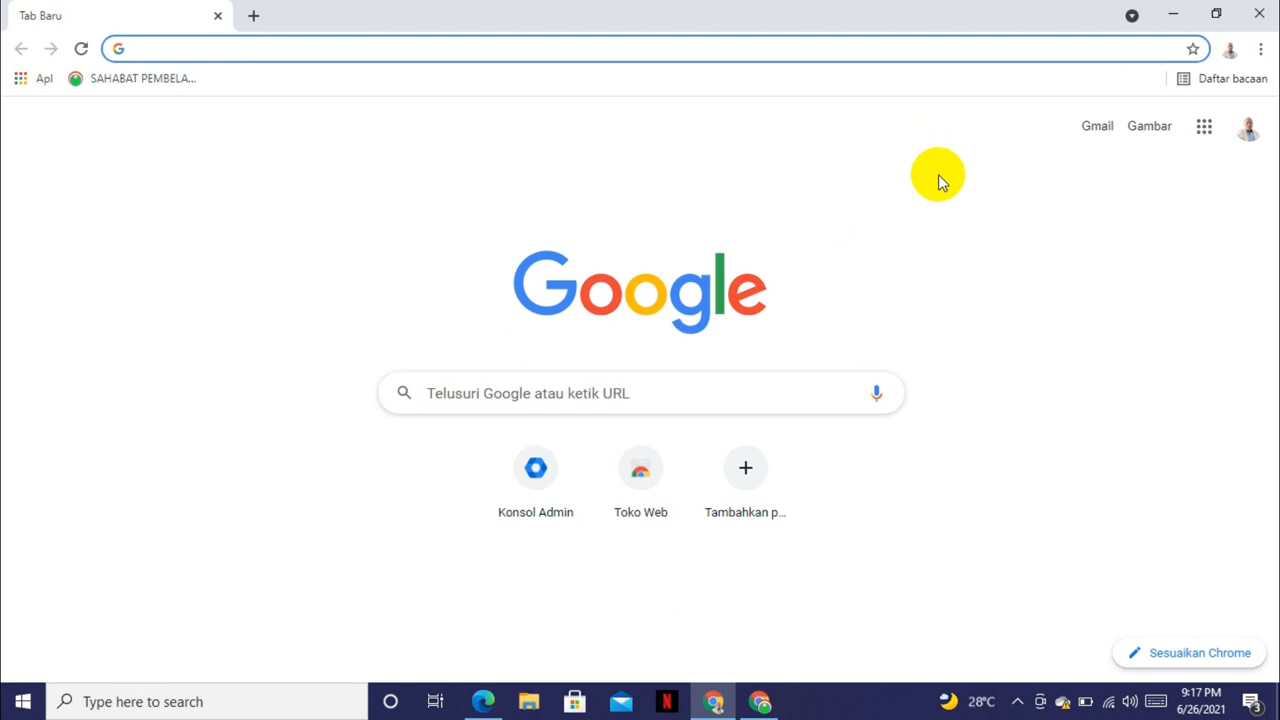 Tab Baru
Apl
SAHABAT PEMBELA...
Daftar bacaan
Gmail
Gambar
Google
Telusuri Google atau ketik URL
Konsol Admin
Toko Web
Tambahkan p...
Sesuaikan Chrome
Type here to search
N
28°C
9:17 PM
6/26/2021
3